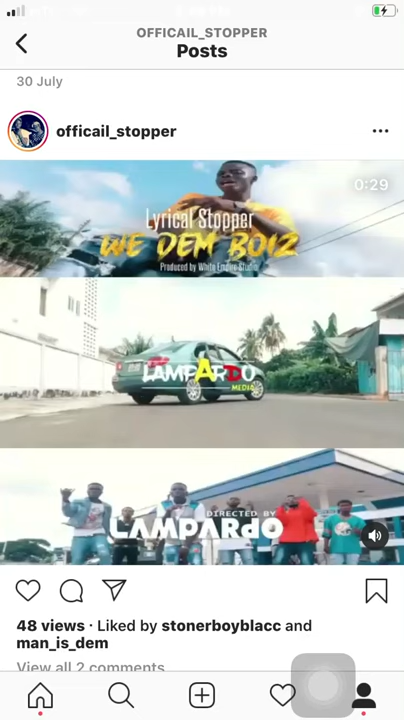 OFFICAIL_STOPPER
Posts
30 July
officail_stopper
0:29
Lyrical Stopper
WE DEM BOIZ
Produced by White Empire Studio
LAMPARDO
MEDIA
DIRECTED BY
LAMPARdO
48 views · Liked by stonerboyblacc and
man_is_dem
View all 2 comments